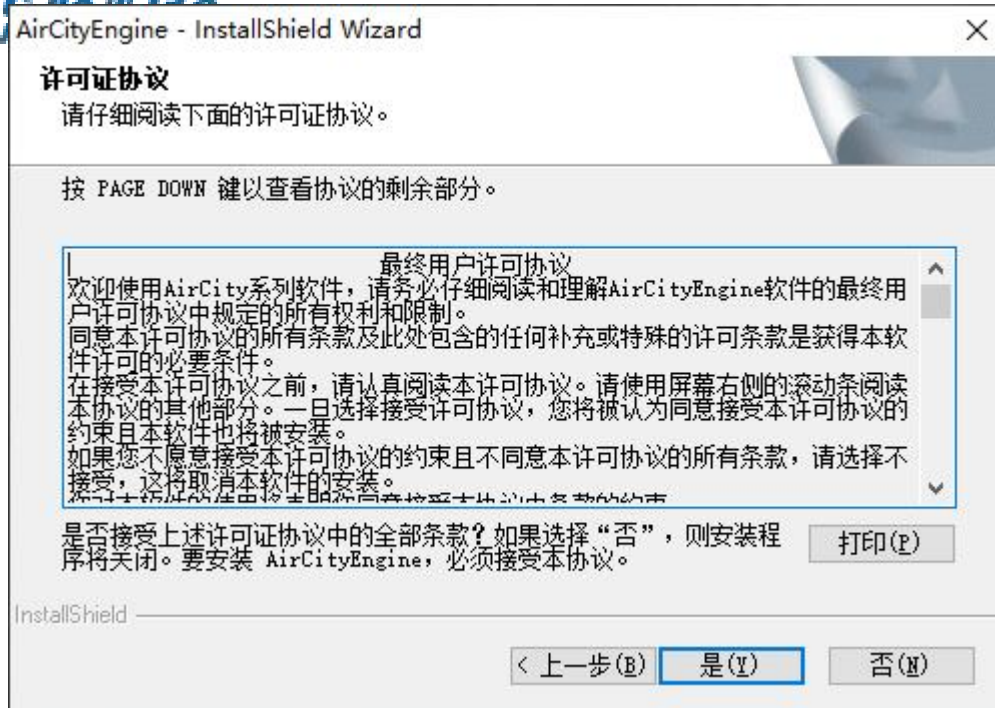 AirCityEngine - InstallShield Wizard
许可证协议
请仔细阅读下面的许可证协议。
按 PAGE DOWN 键以查看协议的剩余部分。
最终用户许可协议
欢迎使用AirCity系列软件，请务必仔细阅读和理解AirCityEngine软件的最终用
户许可协议中规定的所有权利和限制。
同意本许可协议的所有条款及此处包含的任何补充或特殊的许可条款是获得本软
件许可的必要条件。
在接受本许可协议之前，请认真阅读本许可协议。请使用屏幕右侧的滚动条阅读
本协议的其他部分。一旦选择接受许可协议，您将被认为同意接受本许可协议的
约束且本软件也将被安装。
如果您不愿意接受本许可协议的约束且不同意本许可协议的所有条款，请选择不
接受，这将取消本软件的安装。
是否接受上述许可证协议中的全部条款？如果选择“否”，则安装程
序将关闭。要安装 AirCityEngine，必须接受本协议。
打印(P)
InstallShield
< 上一步(B)
是(Y)
否(N)